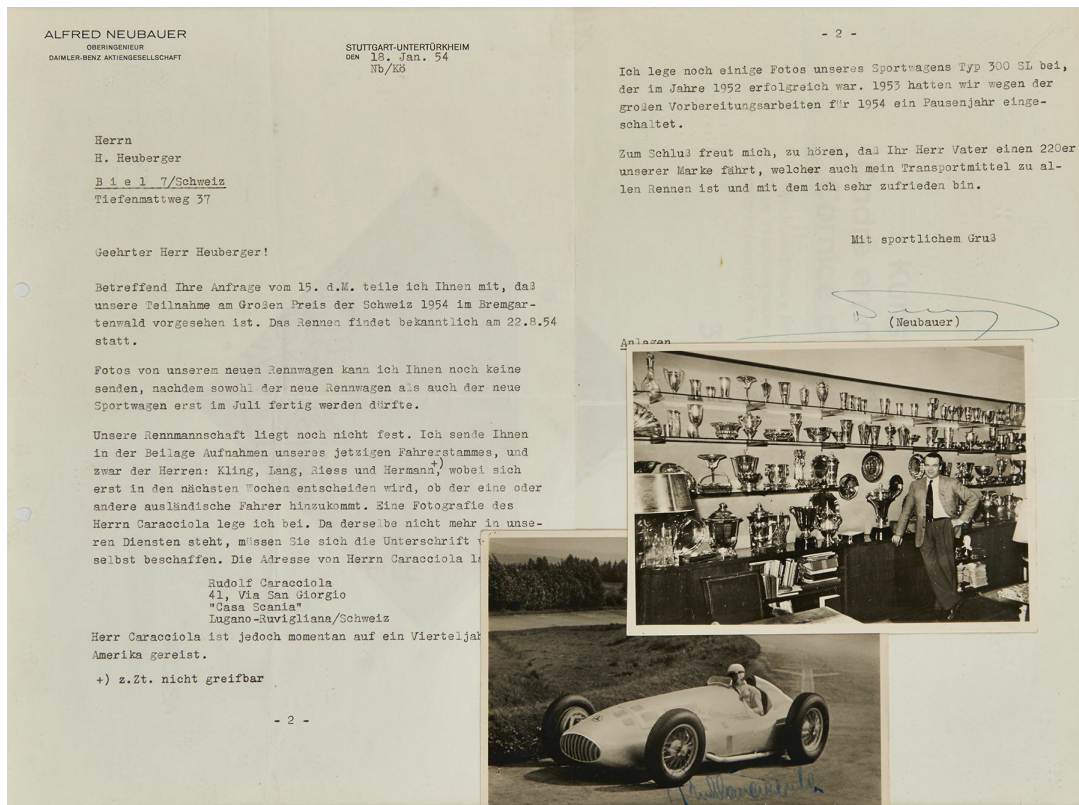 ALFRED NEUBAUER
OBERINGENIEUR
DAIMLER-BENZ AKTIENGESELLSCHAFT
STUTTGART-UNTERTÜRKHEIM
DEN 18. Jan. 54
Nb/Kö
Herrn
H. Heuberger
Biel 7/Schweiz
Tiefenmattweg 37
Geehrter Herr Heuberger!
Betreffend Ihre Anfrage vom 15. d.M. teile ich Ihnen mit, daß
unsere Teilnahme am Großen Preis der Schweiz 1954 im Bremgar-
tenwald vorgesehen ist. Das Rennen findet bekanntlich am 22.8.54
statt.
Fotos von unserem neuen Rennwagen kann ich Ihnen noch keine
senden, nachdem sowohl der neue Rennwagen als auch der neue
Sportwagen erst im Juli fertig werden dürfte.
Unsere Rennmannschaft liegt noch nicht fest. Ich sende Ihnen
in der Beilage Aufnahmen unseres jetzigen Fahrerstammes, und
zwar der Herren: Kling, Lang, Riess und Hermann,+) wobei sich
erst in den nächsten Wochen entscheiden wird, ob der eine oder
andere ausländische Fahrer hinzukommt. Eine Fotografie des
Herrn Caracciola lege ich bei. Da derselbe nicht mehr in unse-
ren Diensten steht, müssen Sie sich die Unterschrift
selbst beschaffen. Die Adresse von Herrn Caracciola
Rudolf Caracciola
41, Via San Giorgio
"Casa Scania"
Lugano-Ruvigliana/Schweiz
Herr Caracciola ist jedoch momentan auf ein Vierteljah
Amerika gereist.
+) z.Zt. nicht greifbar
- 2 -
- 2 -
Ich lege noch einige Fotos unseres Sportwagens Typ 300 SL bei,
der im Jahre 1952 erfolgreich war. 1953 hatten wir wegen der
großen Vorbereitungsarbeiten für 1954 ein Pausenjahr einge-
schaltet.
Zum Schluß freut mich, zu hören, daß Ihr Herr Vater einen 220er
unserer Marke fährt, welcher auch mein Transportmittel zu al-
len Rennen ist und mit dem ich sehr zufrieden bin.
Mit sportlichem Gruß
(Neubauer)
Anlagen